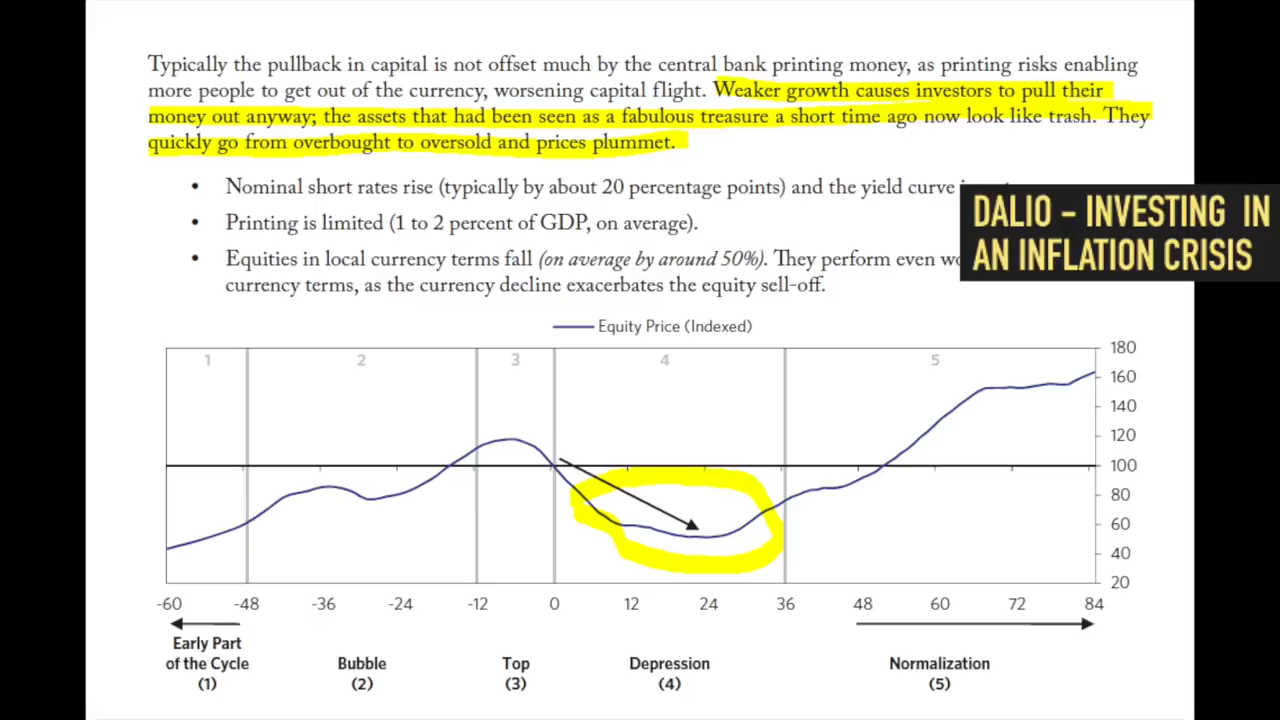 Typically the pullback in capital is not offset much by the central bank printing money, as printing risks enabling
more people to get out of the currency, worsening capital flight. Weaker growth causes investors to pull their
money out anyway; the assets that had been seen as a fabulous treasure a short time ago now look like trash. They
quickly go from overbought to oversold and prices plummet.
• Nominal short rates rise (typically by about 20 percentage points) and the yield curve
• Printing is limited (1 to 2 percent of GDP, on average).
• Equities in local currency terms fall (on average by around 50%). They perform even
currency terms, as the currency decline exacerbates the equity sell-off.
DALIO – INVESTING IN
AN INFLATION CRISIS
Equity Price (Indexed)
1 2 3 4 5
180
160
140
120
100
80
60
40
20
-60 -48 -36 -24 -12 0 12 24 36 48 60 72 84
Early Part
of the Cycle
(1)
Bubble
(2)
Top
(3)
Depression
(4)
Normalization
(5)